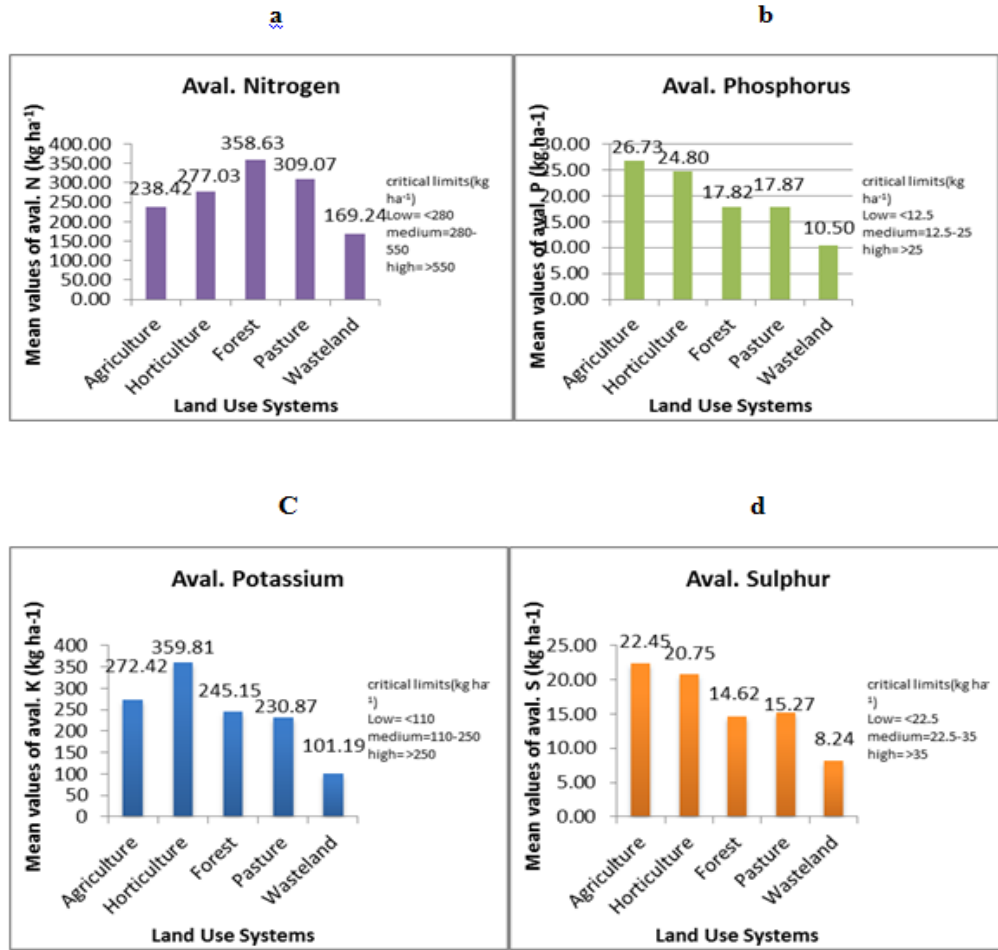 a
b
Aval. Nitrogen
Mean values of aval. N (kg ha-1)
400.00
350.00
300.00
250.00
200.00
150.00
100.00
50.00
0.00
238.42
277.03
358.63
309.07
169.24
Agriculture
Horticulture
Forest
Pasture
Wasteland
Land Use Systems
critical limits(kg
ha-1)
Low= <280
medium=280-
550
high= >550
Aval. Phosphorus
Mean values of aval. P (kg ha-1)
30.00
25.00
20.00
15.00
10.00
5.00
0.00
26.73
24.80
17.82
17.87
10.50
Agriculture
Horticulture
Forest
Pasture
Wasteland
Land Use Systems
critical limits(kg
ha-1)
Low= <12.5
medium=12.5-25
high= >25
C
d
Aval. Potassium
Mean values of aval. K (kg ha-1)
400
350
300
250
200
150
100
50
0
272.42
359.81
245.15
230.87
101.19
Agriculture
Horticulture
Forest
Pasture
Wasteland
Land Use Systems
critical limits(kg ha-
1)
Low= <110
medium=110-250
high= >250
Aval. Sulphur
Mean values of aval. S (kg ha-1)
25.00
20.00
15.00
10.00
5.00
0.00
22.45
20.75
14.62
15.27
8.24
Agriculture
Horticulture
Forest
Pasture
Wasteland
Land Use Systems
critical limits(kg ha-
1)
Low= <22.5
medium=22.5-35
high= >35